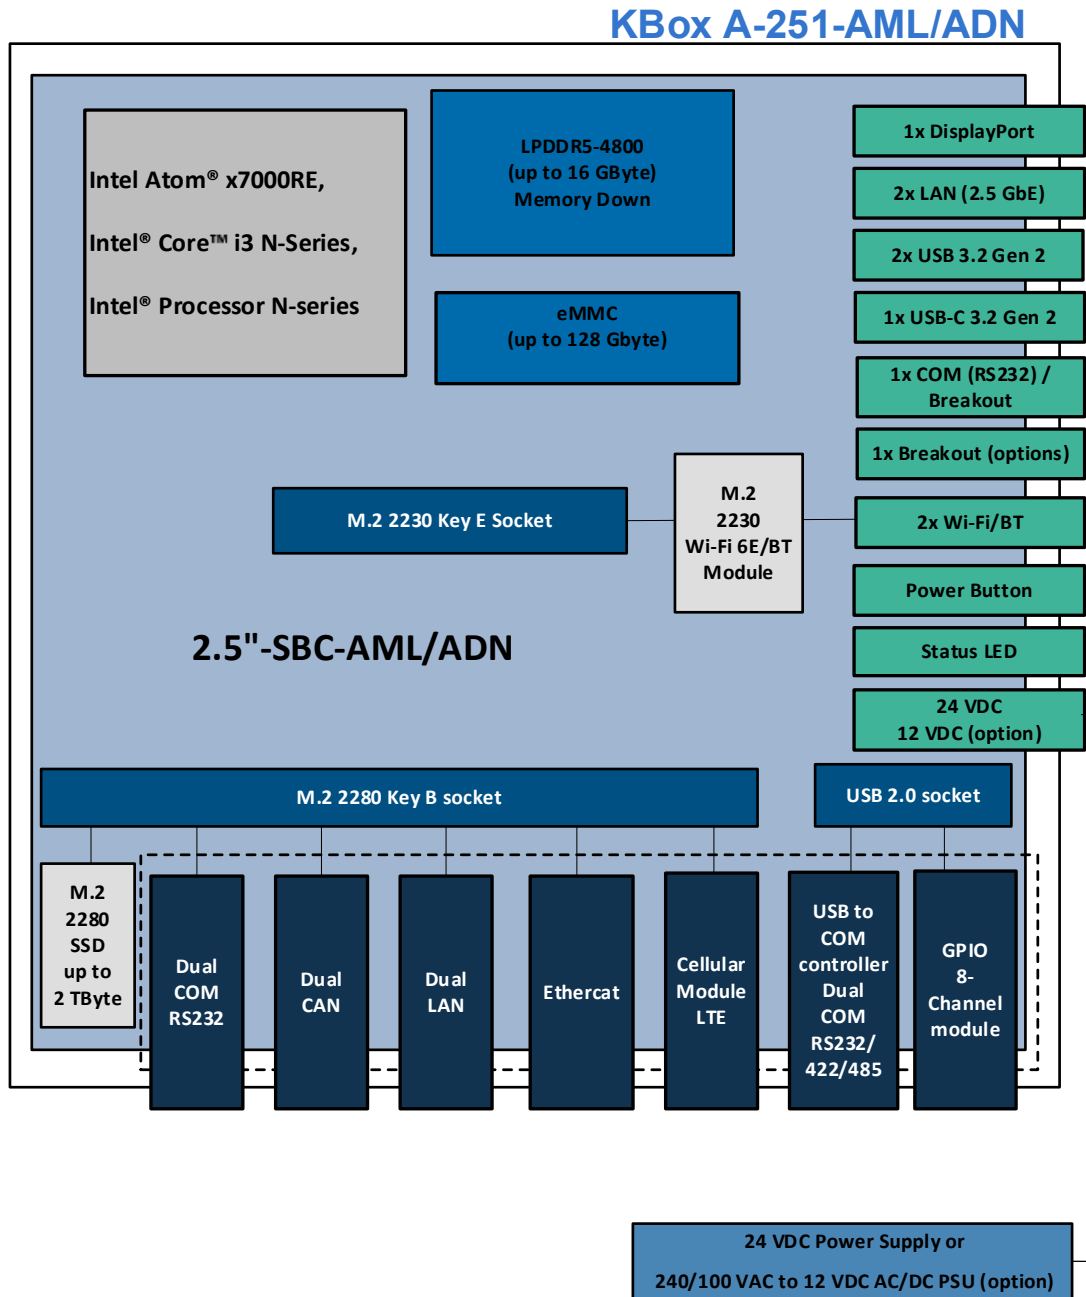 KBox A-251-AML/ADN
Intel Atom® x7000RE,
Intel® Core™ i3 N-Series,
Intel® Processor N-series
LPDDR5-4800
(up to 16 GByte)
Memory Down
eMMC
(up to 128 Gbyte)
1x DisplayPort
2x LAN (2.5 GbE)
2x USB 3.2 Gen 2
1x USB-C 3.2 Gen 2
1x COM (RS232) /
Breakout
1x Breakout (options)
M.2 2230 Key E Socket
M.2
2230
Wi-Fi 6E/BT
Module
2x Wi-Fi/BT
Power Button
Status LED
24 VDC
12 VDC (option)
2.5"-SBC-AML/ADN
M.2 2280 Key B socket
USB 2.0 socket
M.2
2280
SSD
up to
2 TByte
Dual
COM
RS232
Dual
CAN
Dual
LAN
Ethercat
Cellular
Module
LTE
USB to
COM
controller
Dual
COM
RS232/
422/485
GPIO
8-
Channel
module
24 VDC Power Supply or
240/100 VAC to 12 VDC AC/DC PSU (option)